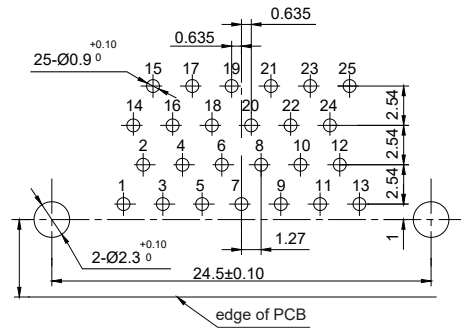 0.635
0.635
25-Ø0.9 +0.10 0
15 17 19 21 23 25
2.54
14 16 18 20 22 24
2.54
2 4 6 8 10 12
2.54
1 3 5 7 9 11 13
1
2-Ø2.3 +0.10 0
1.27
24.5±0.10
edge of PCB